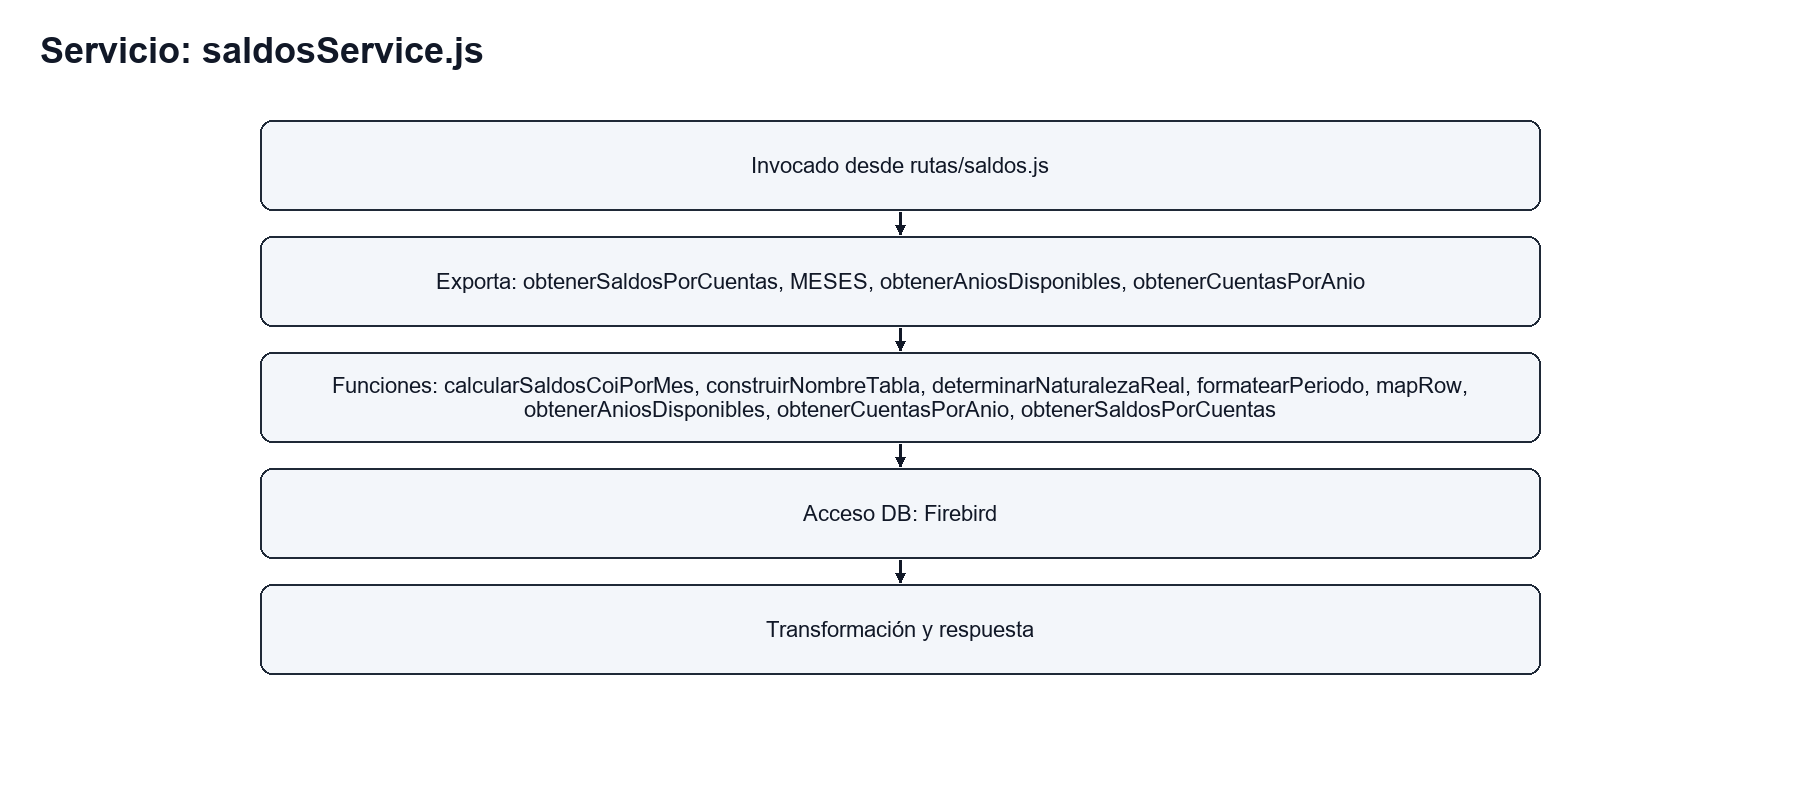 Servicio: saldosService.js
Invocado desde rutas/saldos.js
Exporta: obtenerSaldosPorCuentas, MESES, obtenerAniosDisponibles, obtenerCuentasPorAnio
Funciones: calcularSaldosCoiPorMes, construirNombreTabla, determinarNaturalezaReal, formatearPeriodo, mapRow,
obtenerAniosDisponibles, obtenerCuentasPorAnio, obtenerSaldosPorCuentas
Acceso DB: Firebird
Transformación y respuesta